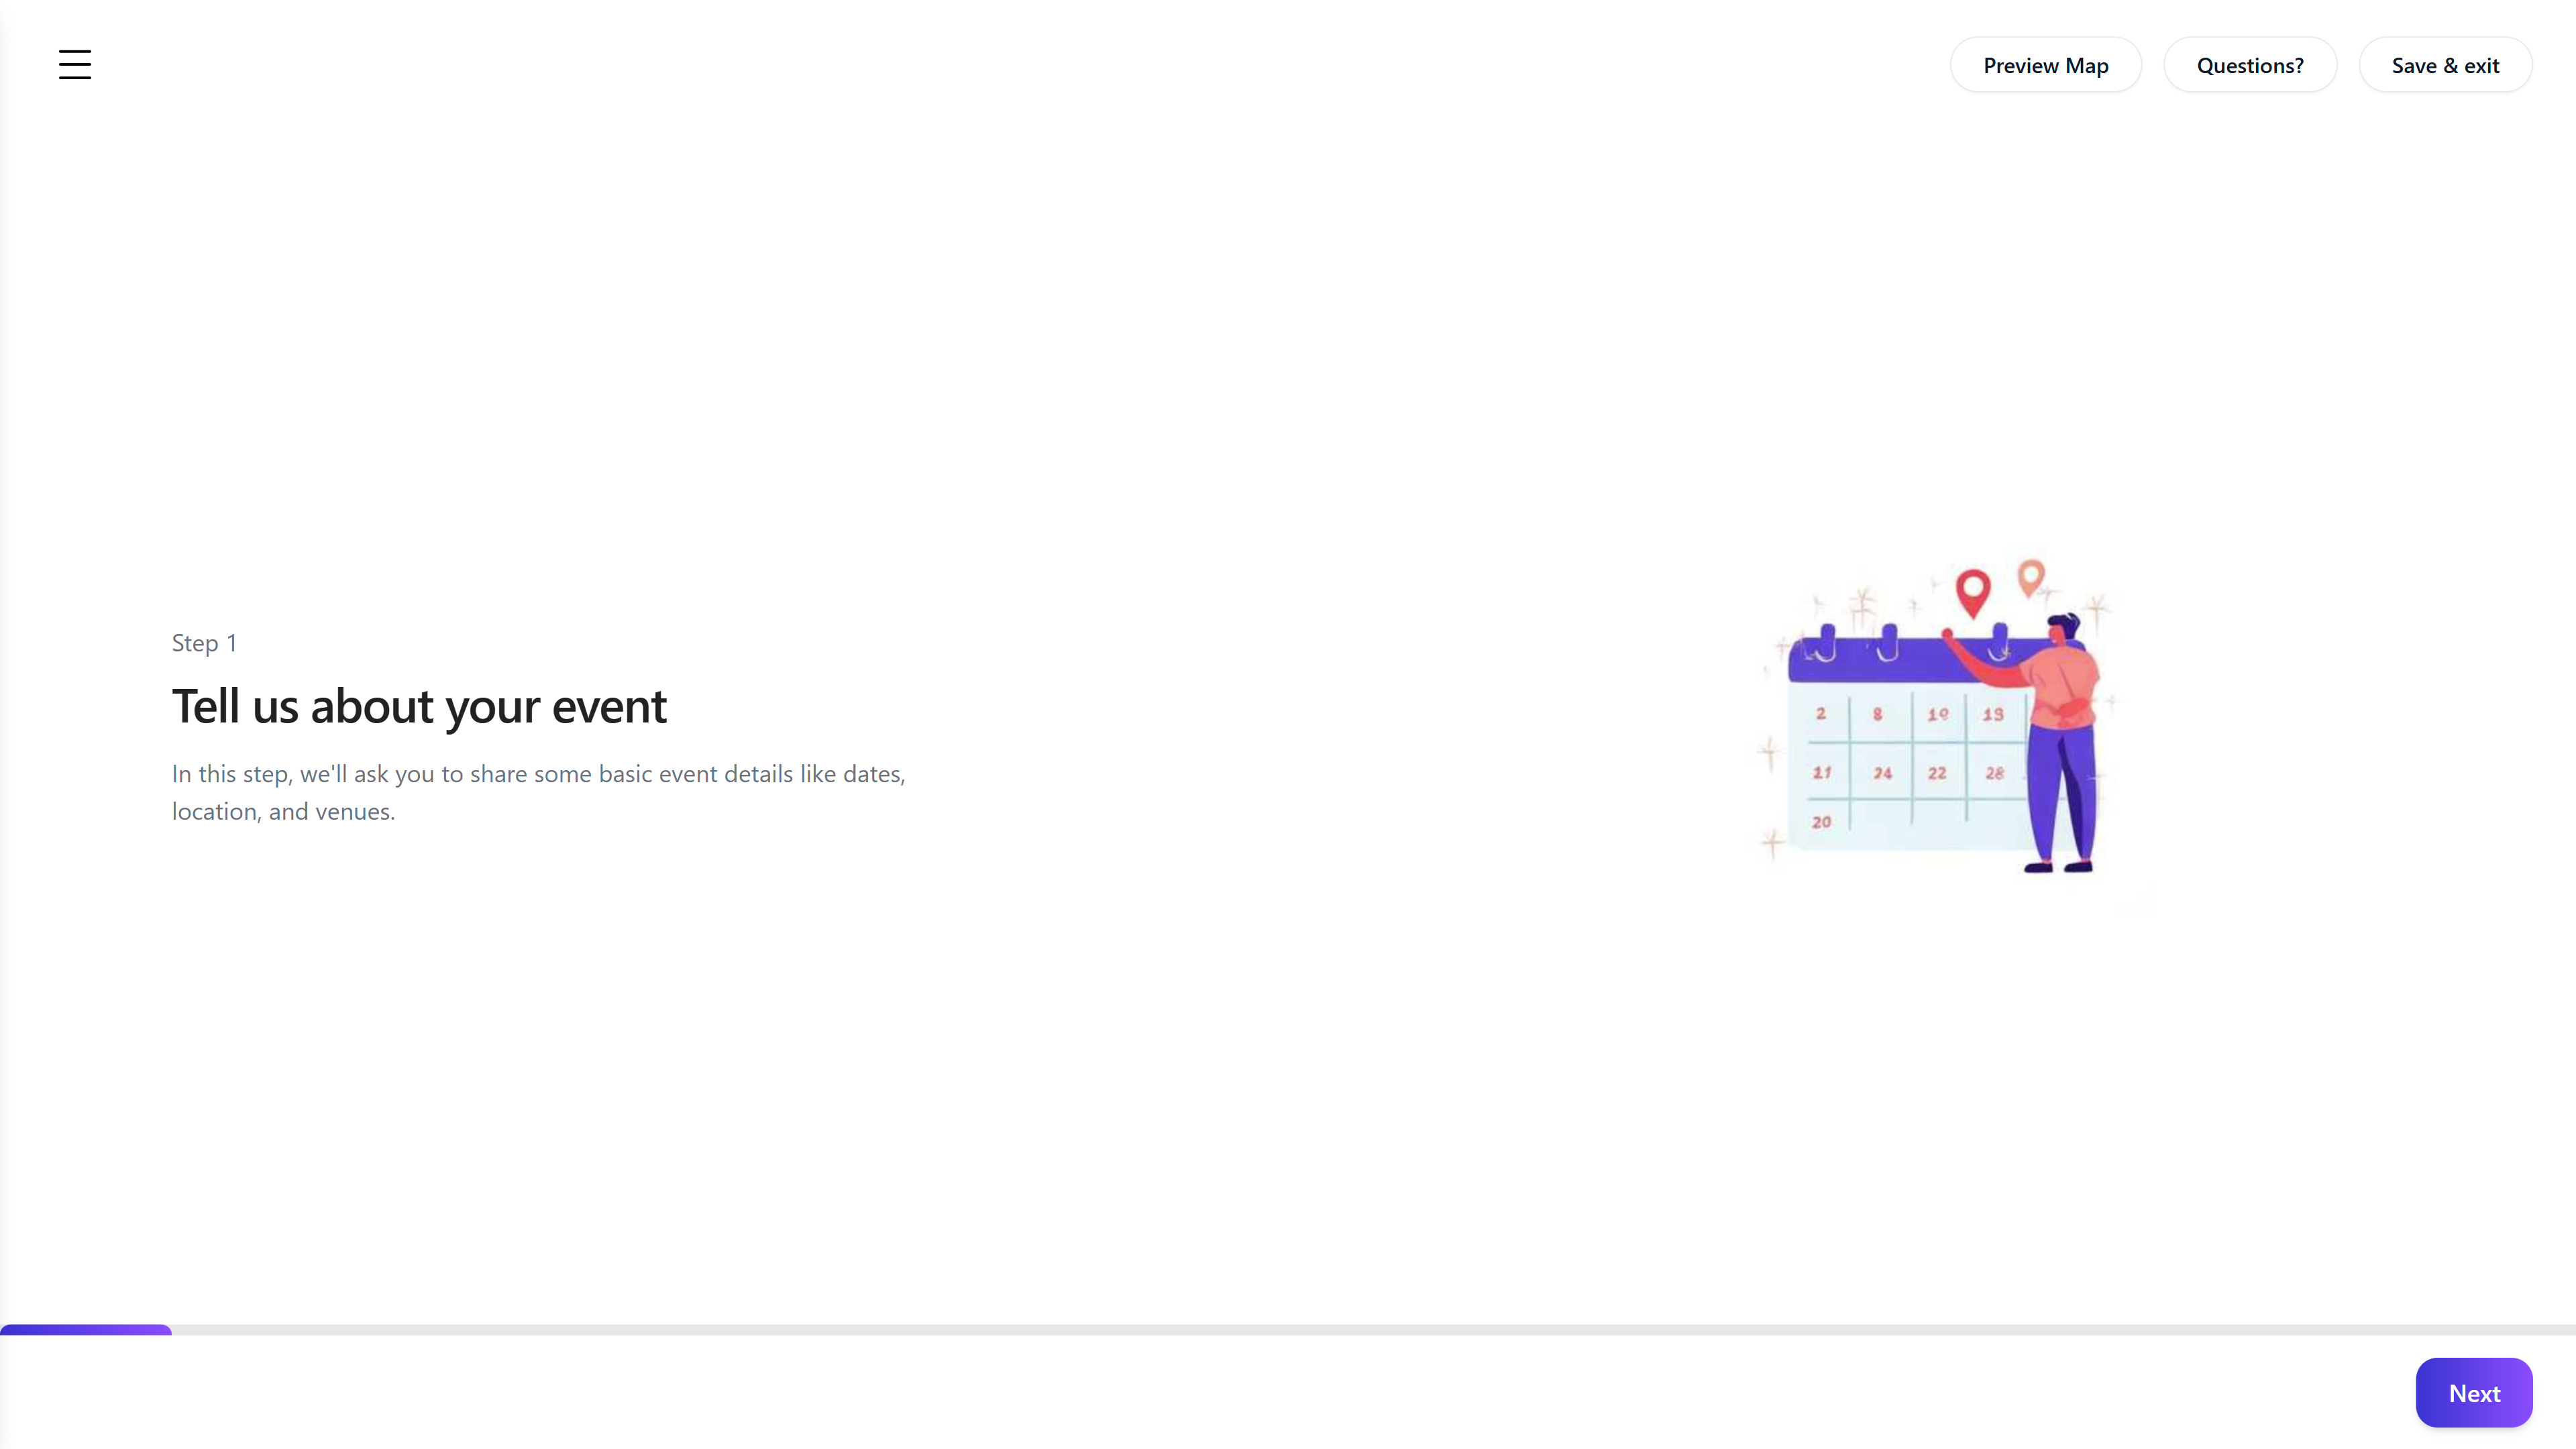 Preview Map
Questions?
Save & exit
Step 1
Tell us about your event
In this step, we'll ask you to share some basic event details like dates,
location, and venues.
2 8 10 13
11 24 22 28
20
Next